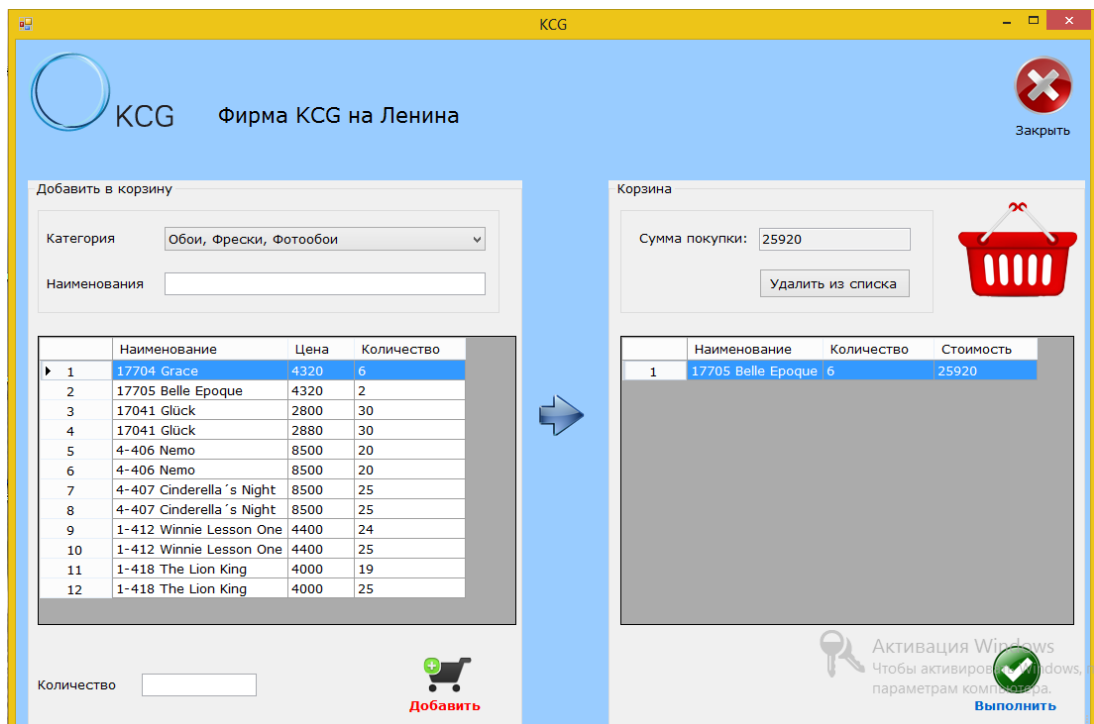 KCG
KCG
Фирма KCG на Ленина
Закрыть
Добавить в корзину
Категория
Обои, Фрески, Фотообои
Наименования
Наименование Цена Количество
1 17704 Grace 4320 6
2 17705 Belle Epoque 4320 2
3 17041 Glück 2800 30
4 17041 Glück 2880 30
5 4-406 Nemo 8500 20
6 4-406 Nemo 8500 20
7 4-407 Cinderella´s Night 8500 25
8 4-407 Cinderella´s Night 8500 25
9 1-412 Winnie Lesson One 4400 24
10 1-412 Winnie Lesson One 4400 25
11 1-418 The Lion King 4000 19
12 1-418 The Lion King 4000 25
Количество
Добавить
Корзина
Сумма покупки: 25920
Удалить из списка
Наименование Количество Стоимость
1 17705 Belle Epoque 6 25920
Активация Windows
Чтобы Windows,
параметрам компьютера.
Выполнить